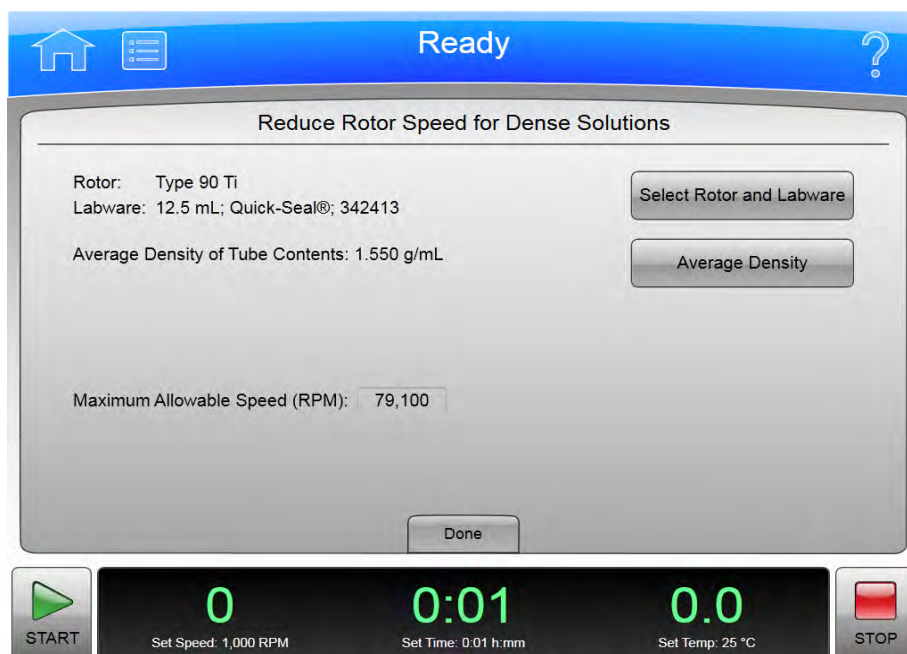 Ready
?
Reduce Rotor Speed for Dense Solutions
Rotor: Type 90 Ti
Select Rotor and Labware
Labware: 12.5 mL; Quick-Seal®; 342413
Average Density of Tube Contents: 1.550 g/mL
Average Density
Maximum Allowable Speed (RPM): 79,100
Done
START
0
Set Speed: 1,000 RPM
0:01
Set Time: 0:01 h:mm
0.0
Set Temp: 25 °C
STOP